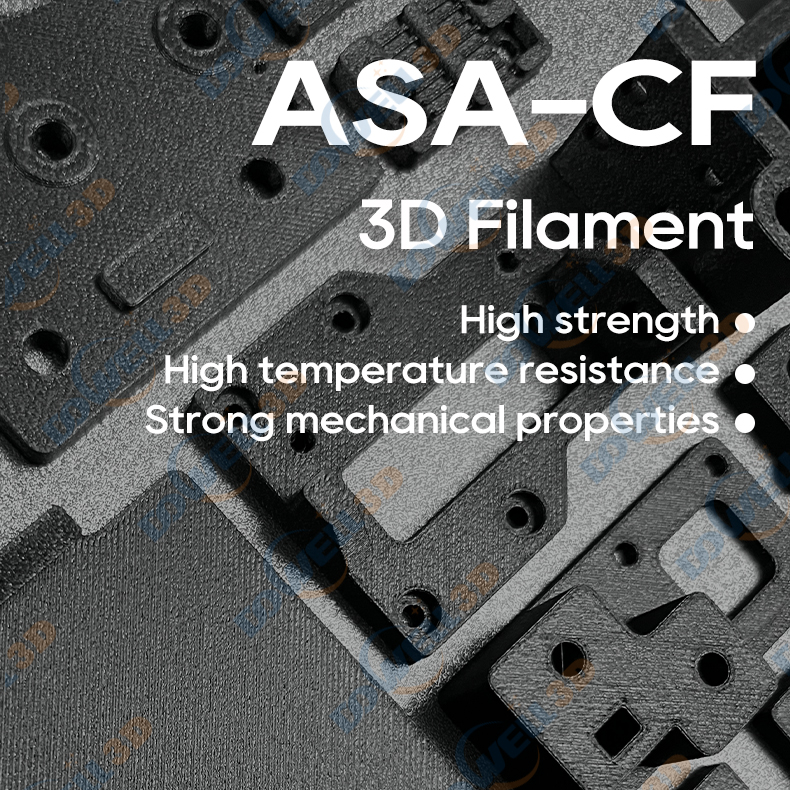 ASA-CF
3D Filament
High strength ●
High temperature resistance ●
Strong mechanical properties ●